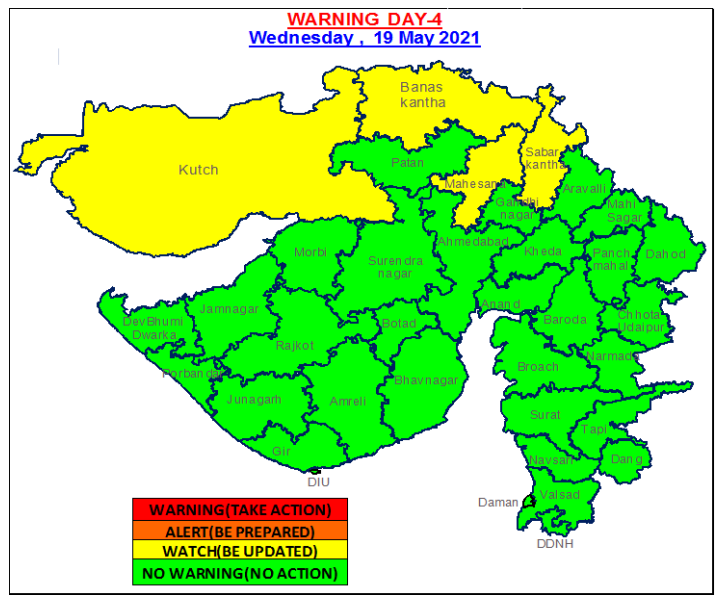 WARNING DAY-4
Wednesday , 19 May 2021
Banas
kantha
Sabar
kantha
Patan
Kutch
Mahesana
Aravalli
Gandhi
nagar
Mahi
Sagar
Ahmedabad
Morbi
Surendra
nagar
Kheda
Panch
mahal
Dahod
Jamnagar
Anand
DevBhumi
Dwarka
Botad
Baroda
Chhota
Udaipur
Rajkot
Narmada
Porbandar
Broach
Bhavnagar
Junagarh
Amreli
Surat
Tapi
Gir
Navsari
Dang
DIU
Daman
Valsad
DDNH
WARNING(TAKE ACTION)
ALERT(BE PREPARED)
WATCH(BE UPDATED)
NO WARNING(NO ACTION)